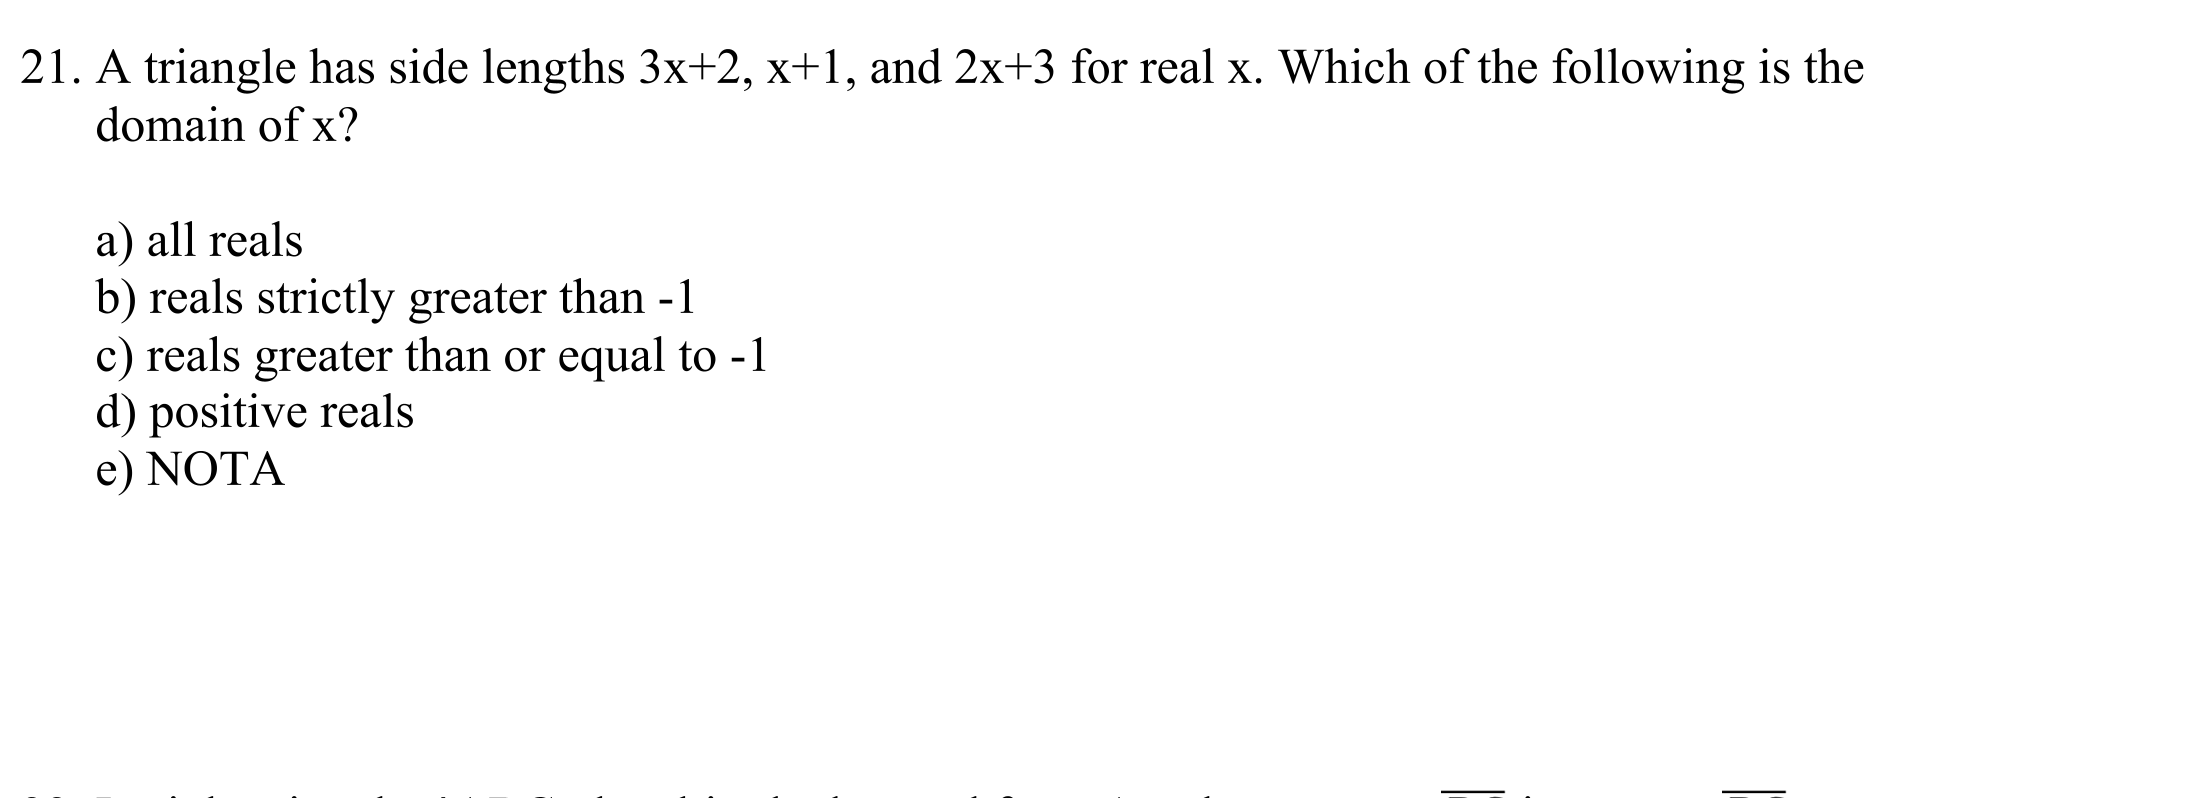 21. A triangle has side lengths 3x+2, x+1, and 2x+3 for real x. Which of the following is the
domain of x?
a) all reals
b) reals strictly greater than -1
c) reals greater than or equal to -1
d) positive reals
e) NOTA